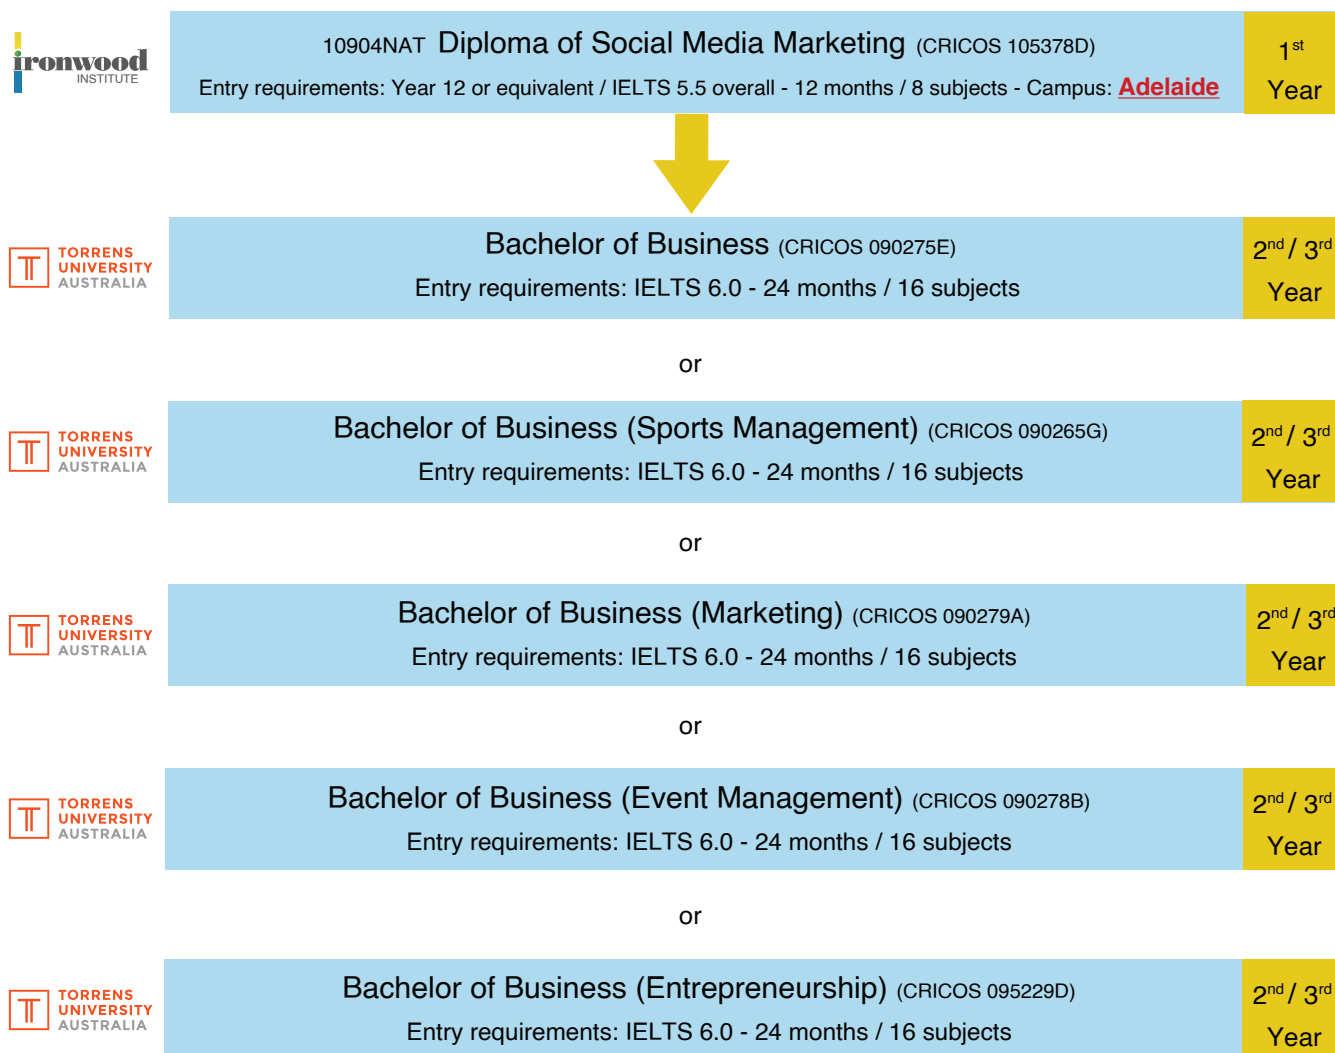 ironwood
INSTITUTE
10904NAT Diploma of Social Media Marketing (CRICOS 105378D)
Entry requirements: Year 12 or equivalent / IELTS 5.5 overall - 12 months / 8 subjects - Campus: Adelaide
1st
Year
TORRENS
UNIVERSITY
AUSTRALIA
Bachelor of Business (CRICOS 090275E)
Entry requirements: IELTS 6.0 - 24 months / 16 subjects
2nd / 3rd
Year
or
TORRENS
UNIVERSITY
AUSTRALIA
Bachelor of Business (Sports Management) (CRICOS 090265G)
Entry requirements: IELTS 6.0 - 24 months / 16 subjects
2nd / 3rd
Year
or
TORRENS
UNIVERSITY
AUSTRALIA
Bachelor of Business (Marketing) (CRICOS 090279A)
Entry requirements: IELTS 6.0 - 24 months / 16 subjects
2nd / 3rd
Year
or
TORRENS
UNIVERSITY
AUSTRALIA
Bachelor of Business (Event Management) (CRICOS 090278B)
Entry requirements: IELTS 6.0 - 24 months / 16 subjects
2nd / 3rd
Year
or
TORRENS
UNIVERSITY
AUSTRALIA
Bachelor of Business (Entrepreneurship) (CRICOS 095229D)
Entry requirements: IELTS 6.0 - 24 months / 16 subjects
2nd / 3rd
Year